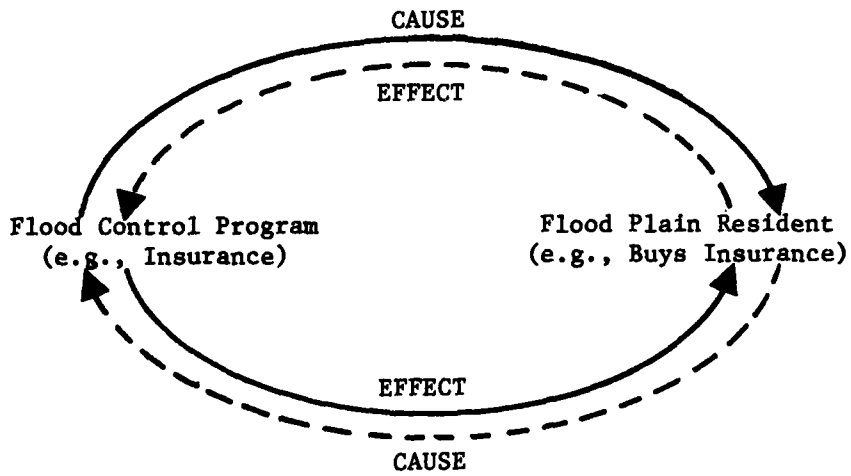 CAUSE
EFFECT
Flood Control Program
(e.g., Insurance)
Flood Plain Resident
(e.g., Buys Insurance)
EFFECT
CAUSE